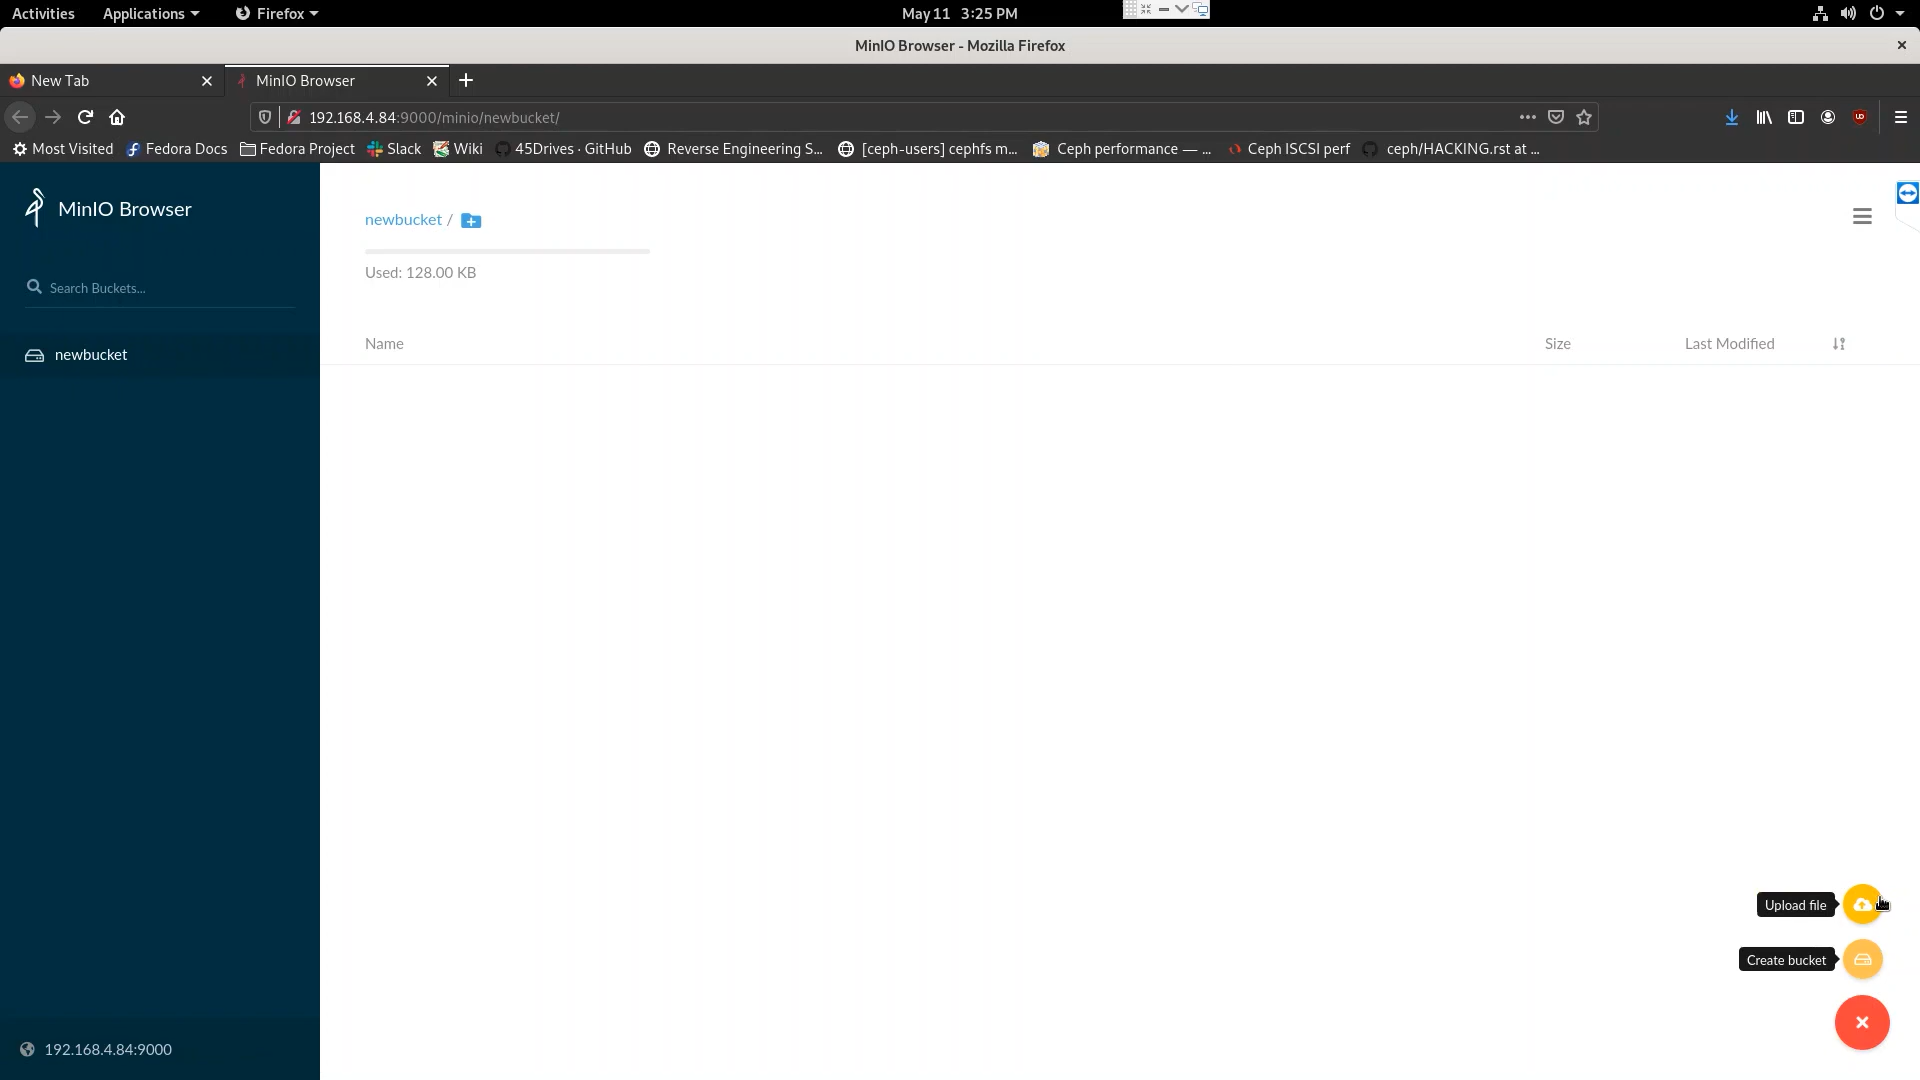 Activities Applications Firefox May 11 3:25 PM
MinIO Browser - Mozilla Firefox
New Tab MinIO Browser
192.168.4.84:9000/minio/newbucket/
Most Visited Fedora Docs Fedora Project Slack Wiki 45Drives · GitHub Reverse Engineering S... [ceph-users] cephfs m... Ceph performance — ... Ceph ISCSI perf ceph/HACKING.rst at ...
MinIO Browser
Search Buckets...
newbucket
192.168.4.84:9000
newbucket /
Used: 128.00 KB
Name Size Last Modified
Upload file
Create bucket